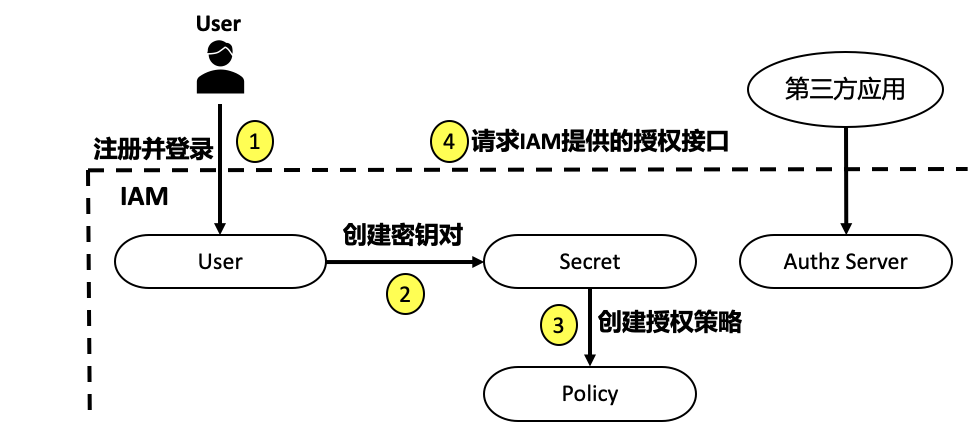 User
第三方应用
注册并登录
1
4
请求IAM提供的授权接口
IAM
User
创建密钥对
2
Secret
Authz Server
3
创建授权策略
Policy